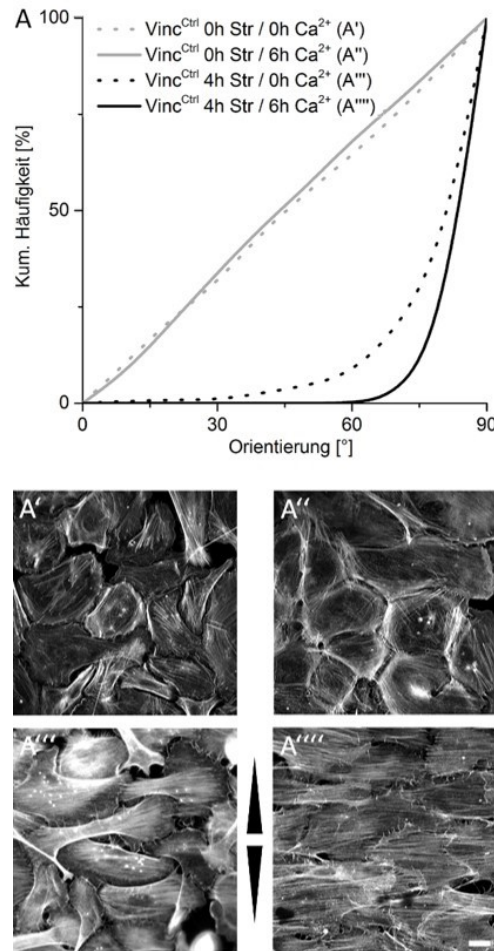 A
100
Vinc^Ctrl 0h Str / 0h Ca²⁺ (A')
Vinc^Ctrl 0h Str / 6h Ca²⁺ (A'')
Vinc^Ctrl 4h Str / 0h Ca²⁺ (A''')
Vinc^Ctrl 4h Str / 6h Ca²⁺ (A'''')
Kum. Häufigkeit [%]
50
0
0
30
60
90
Orientierung [°]
A'
A''
A'''
A''''